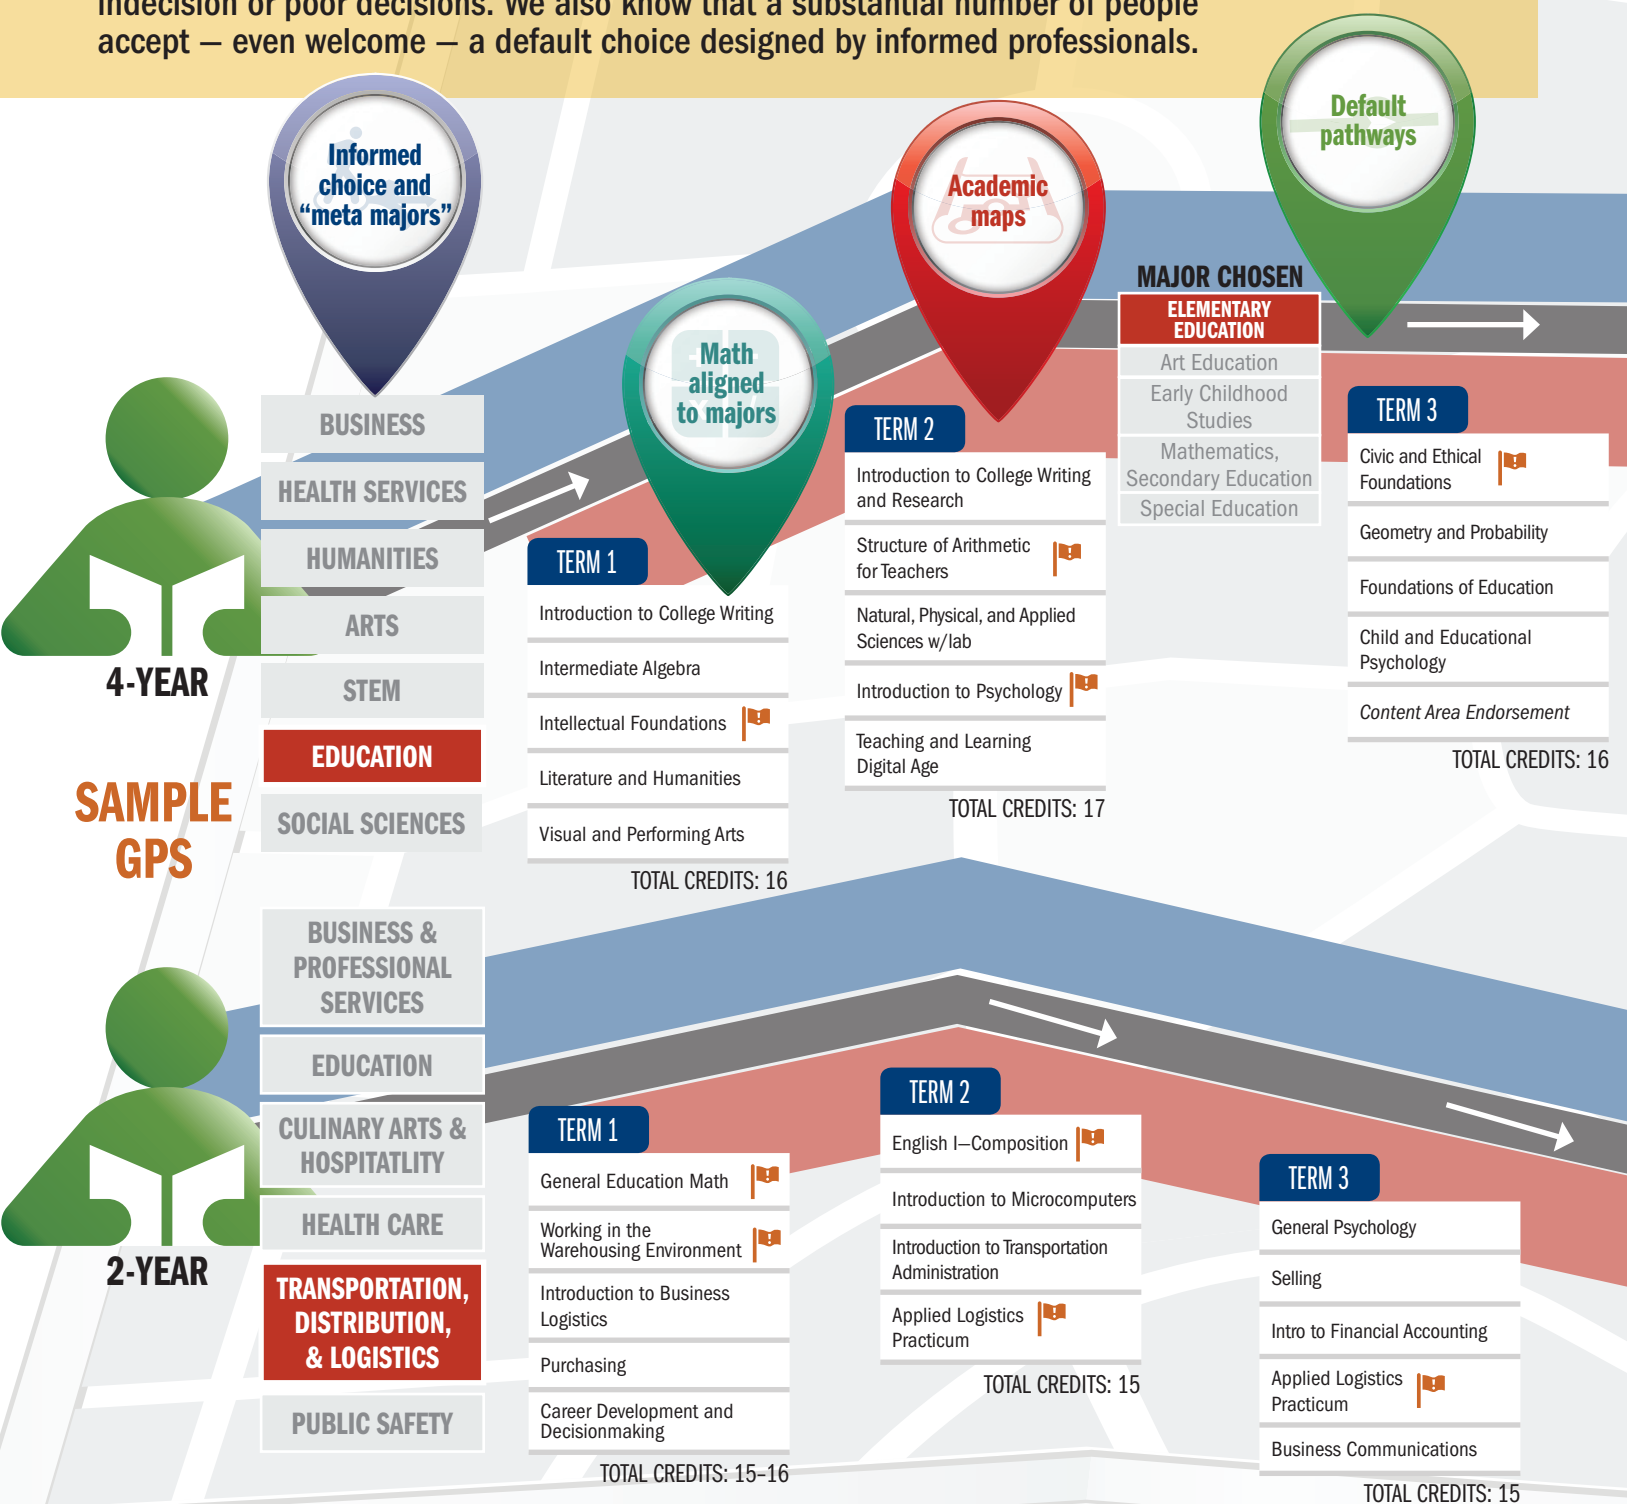 indecision or poor decisions. We also know that a substantial number of people
accept — even welcome — a default choice designed by informed professionals.
Informed
choice and
“meta majors”
Math
aligned
to majors
Academic
maps
Default
pathways
4-YEAR
BUSINESS
HEALTH SERVICES
HUMANITIES
ARTS
STEM
EDUCATION
SOCIAL SCIENCES
TERM 1
Introduction to College Writing
Intermediate Algebra
Intellectual Foundations
Literature and Humanities
Visual and Performing Arts
TOTAL CREDITS: 16
TERM 2
Introduction to College Writing
and Research
Structure of Arithmetic
for Teachers
Natural, Physical, and Applied
Sciences w/lab
Introduction to Psychology
Teaching and Learning
Digital Age
TOTAL CREDITS: 17
MAJOR CHOSEN
ELEMENTARY
EDUCATION
Art Education
Early Childhood
Studies
Mathematics,
Secondary Education
Special Education
TERM 3
Civic and Ethical
Foundations
Geometry and Probability
Foundations of Education
Child and Educational
Psychology
Content Area Endorsement
TOTAL CREDITS: 16
SAMPLE
GPS
2-YEAR
BUSINESS &
PROFESSIONAL
SERVICES
EDUCATION
CULINARY ARTS &
HOSPITATLITY
HEALTH CARE
TRANSPORTATION,
DISTRIBUTION,
& LOGISTICS
PUBLIC SAFETY
TERM 1
General Education Math
Working in the
Warehousing Environment
Introduction to Business
Logistics
Purchasing
Career Development and
Decisionmaking
TOTAL CREDITS: 15–16
TERM 2
English I—Composition
Introduction to Microcomputers
Introduction to Transportation
Administration
Applied Logistics
Practicum
TOTAL CREDITS: 15
TERM 3
General Psychology
Selling
Intro to Financial Accounting
Applied Logistics
Practicum
Business Communications
TOTAL CREDITS: 15